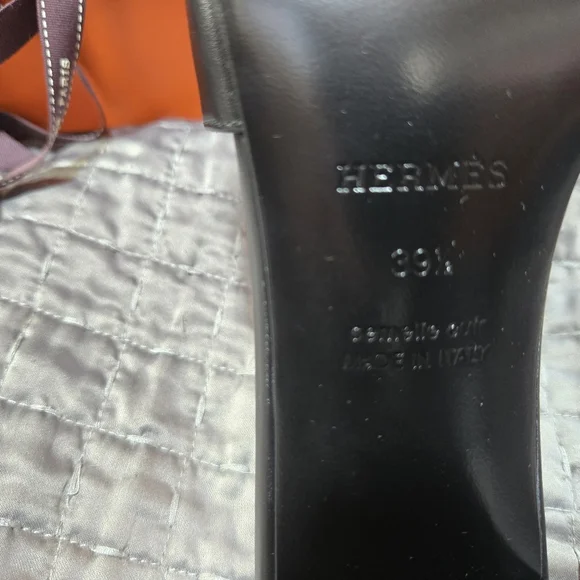 PARIS
HERMÈS
39½
semelle cuir
MADE IN ITALY